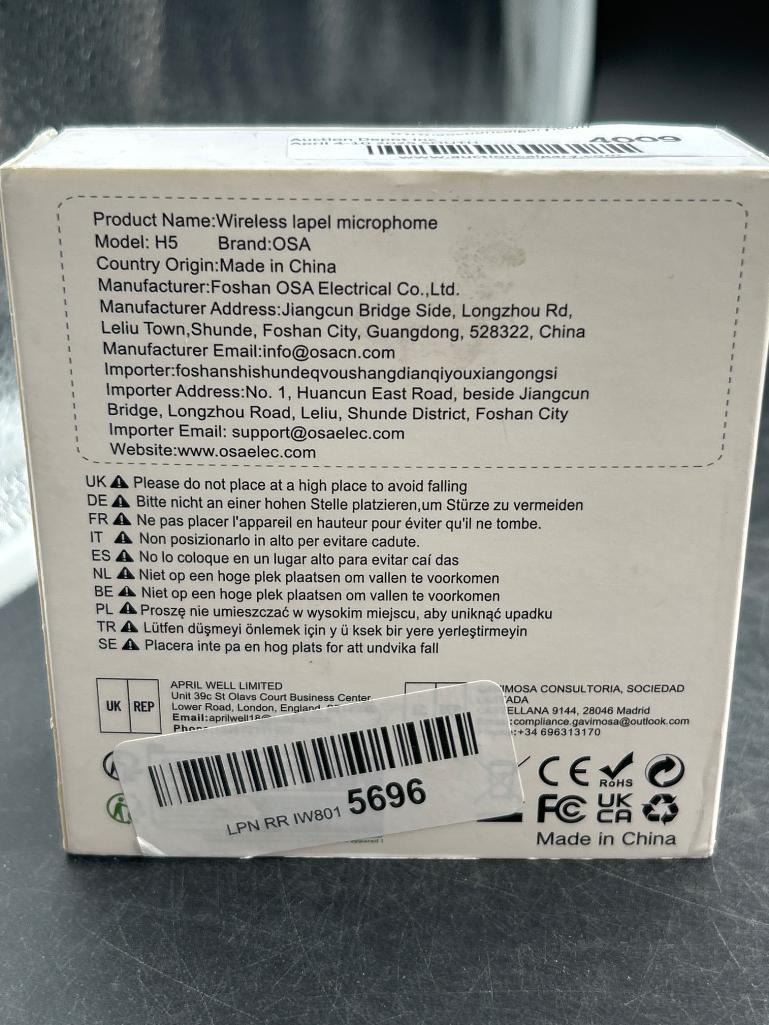 Auction Depot Inc
4009
Product Name:Wireless lapel microphome
Model: H5 Brand:OSA
Country Origin:Made in China
Manufacturer:Foshan OSA Electrical Co.,Ltd.
Manufacturer Address:Jiangcun Bridge Side, Longzhou Rd,
Leliu Town,Shunde, Foshan City, Guangdong, 528322, China
Manufacturer Email:info@osacn.com
Importer:foshanshishundeqvoushangdianqiyouxiangongsi
Importer Address:No. 1, Huancun East Road, beside Jiangcun
Bridge, Longzhou Road, Leliu, Shunde District, Foshan City
Importer Email: support@osaelec.com
Website:www.osaelec.com
UK Please do not place at a high place to avoid falling
DE Bitte nicht an einer hohen Stelle platzieren,um Stürze zu vermeiden
FR Ne pas placer l'appareil en hauteur pour éviter qu'il ne tombe.
IT Non posizionarlo in alto per evitare cadute.
ES No lo coloque en un lugar alto para evitar caí das
NL Niet op een hoge plek plaatsen om vallen te voorkomen
BE Niet op een hoge plek plaatsen om vallen te voorkomen
PL Proszę nie umieszczać w wysokim miejscu, aby uniknąć upadku
TR Lütfen düşmeyi önlemek için y ü ksek bir yere yerleştirmeyin
SE Placera inte pa en hog plats for att undvika fall
UK REP
APRIL WELL LIMITED
Unit 39c St Olavs Court Business Center,
Lower Road, London, England,
Email:aprilwell18
IMOSA CONSULTORIA, SOCIEDAD
TADA
ELLANA 9144, 28046 Madrid
:compliance.gavimosa@outlook.com
:+34 696313170
LPN RR IW801 5696
CE RoHS
FC UK CA
Made in China